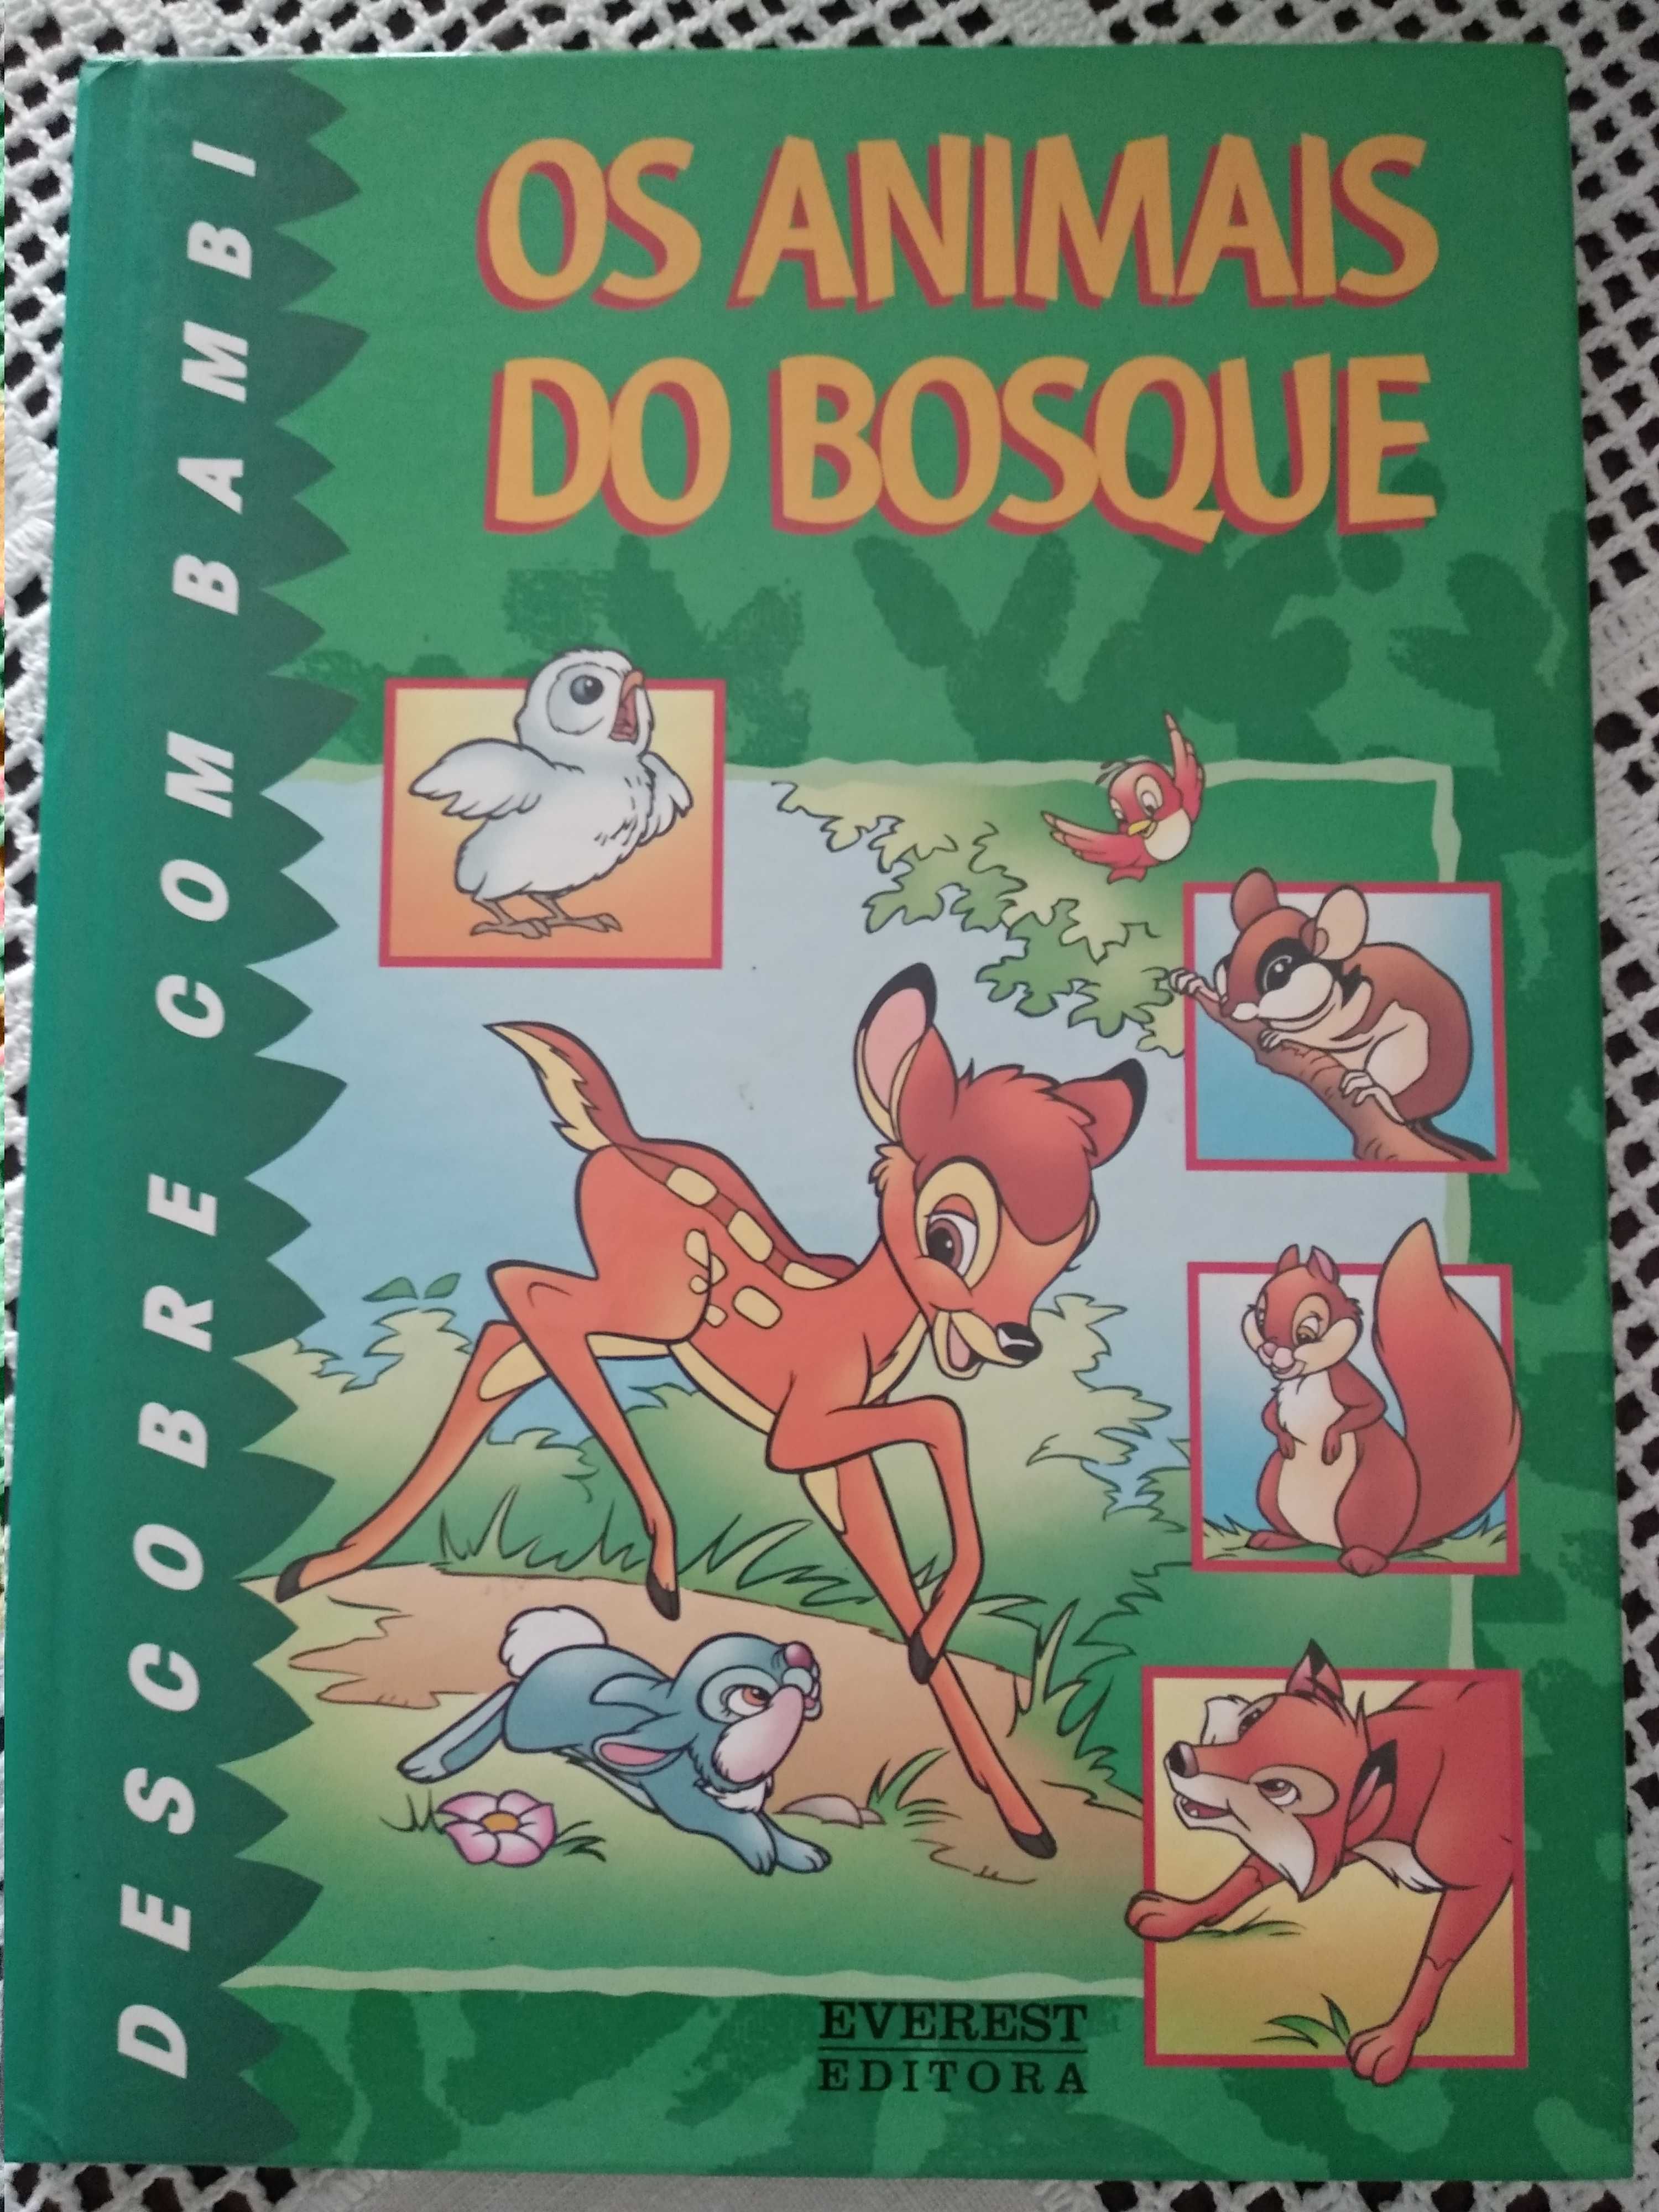 OS ANIMAIS
DO BOSQUE
DESCOBRE COM BAMBI
EVEREST
EDITORA